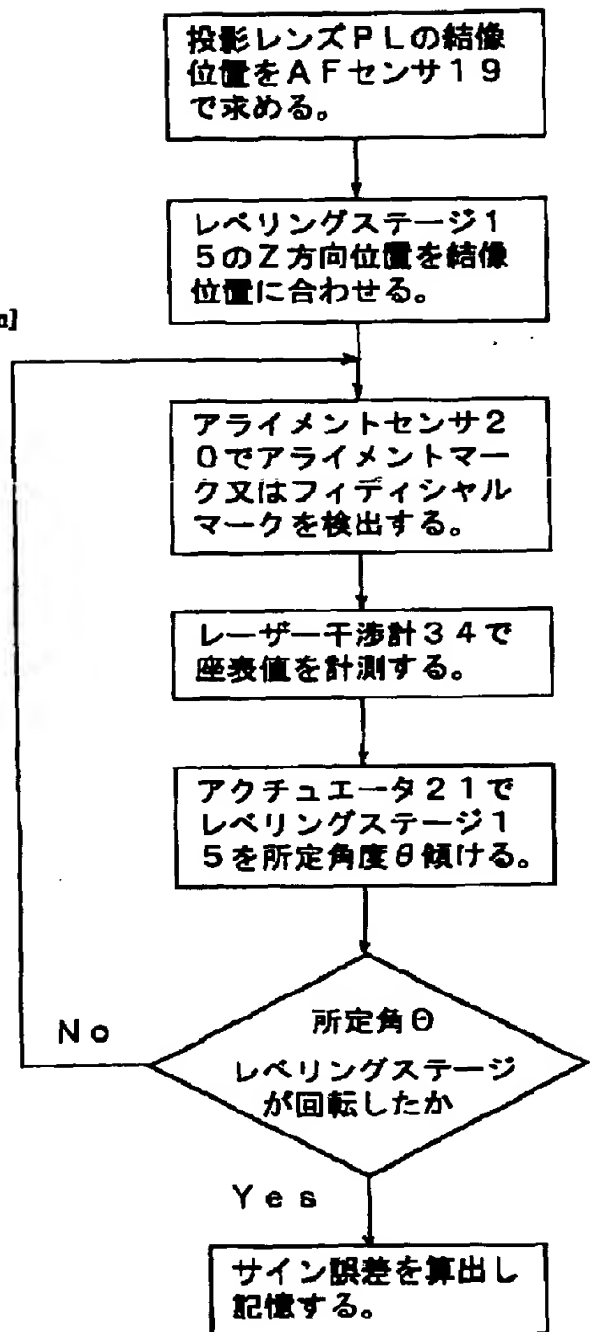 投影レンズＰＬの結像
位置をＡＦセンサ１９
で求める。
レベリングステージ１
５のＺ方向位置を結像
位置に合わせる。
アライメントセンサ２
０でアライメントマー
ク又はフィディシャル
マークを検出する。
レーザー干渉計３４で
座表値を計測する。
アクチュエータ２１で
レベリングステージ１
５を所定角度θ傾ける。
所定角Θ
レベリングステージ
が回転したか
Ｎｏ
Ｙｅｓ
サイン誤差を算出し
記憶する。